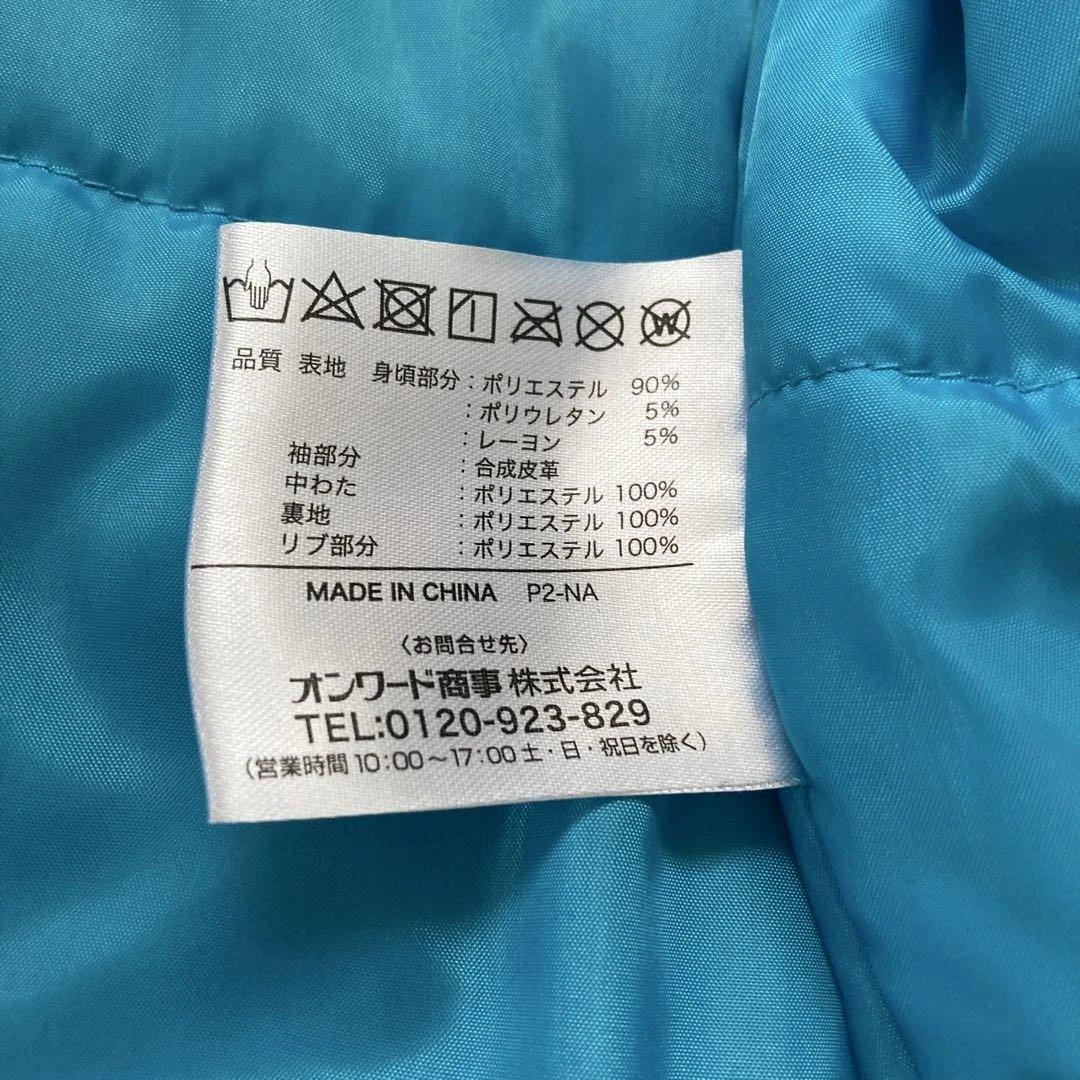 品質 表地 身頃部分:ポリエステル 90%
:ポリウレタン 5%
:レーヨン 5%
袖部分 :合成皮革
中わた :ポリエステル 100%
裏地 :ポリエステル 100%
リブ部分 :ポリエステル 100%
MADE IN CHINA P2-NA
〈お問合せ先〉
オンワード商事株式会社
TEL:0120-923-829
(営業時間10:00~17:00土・日・祝日を除く)